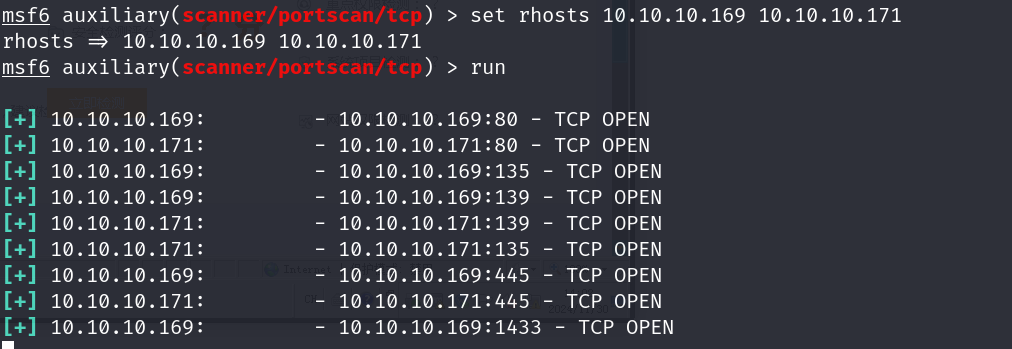 msf6 auxiliary(scanner/portscan/tcp) > set rhosts 10.10.10.169 10.10.10.171
rhosts => 10.10.10.169 10.10.10.171
msf6 auxiliary(scanner/portscan/tcp) > run
[+] 10.10.10.169: - 10.10.10.169:80 - TCP OPEN
[+] 10.10.10.171: - 10.10.10.171:80 - TCP OPEN
[+] 10.10.10.169: - 10.10.10.169:135 - TCP OPEN
[+] 10.10.10.169: - 10.10.10.169:139 - TCP OPEN
[+] 10.10.10.171: - 10.10.10.171:139 - TCP OPEN
[+] 10.10.10.171: - 10.10.10.171:135 - TCP OPEN
[+] 10.10.10.169: - 10.10.10.169:445 - TCP OPEN
Internet
[+] 10.10.10.171: - 10.10.10.171:445 - TCP OPEN
[+] 10.10.10.169: - 10.10.10.169:1433 - TCP OPEN